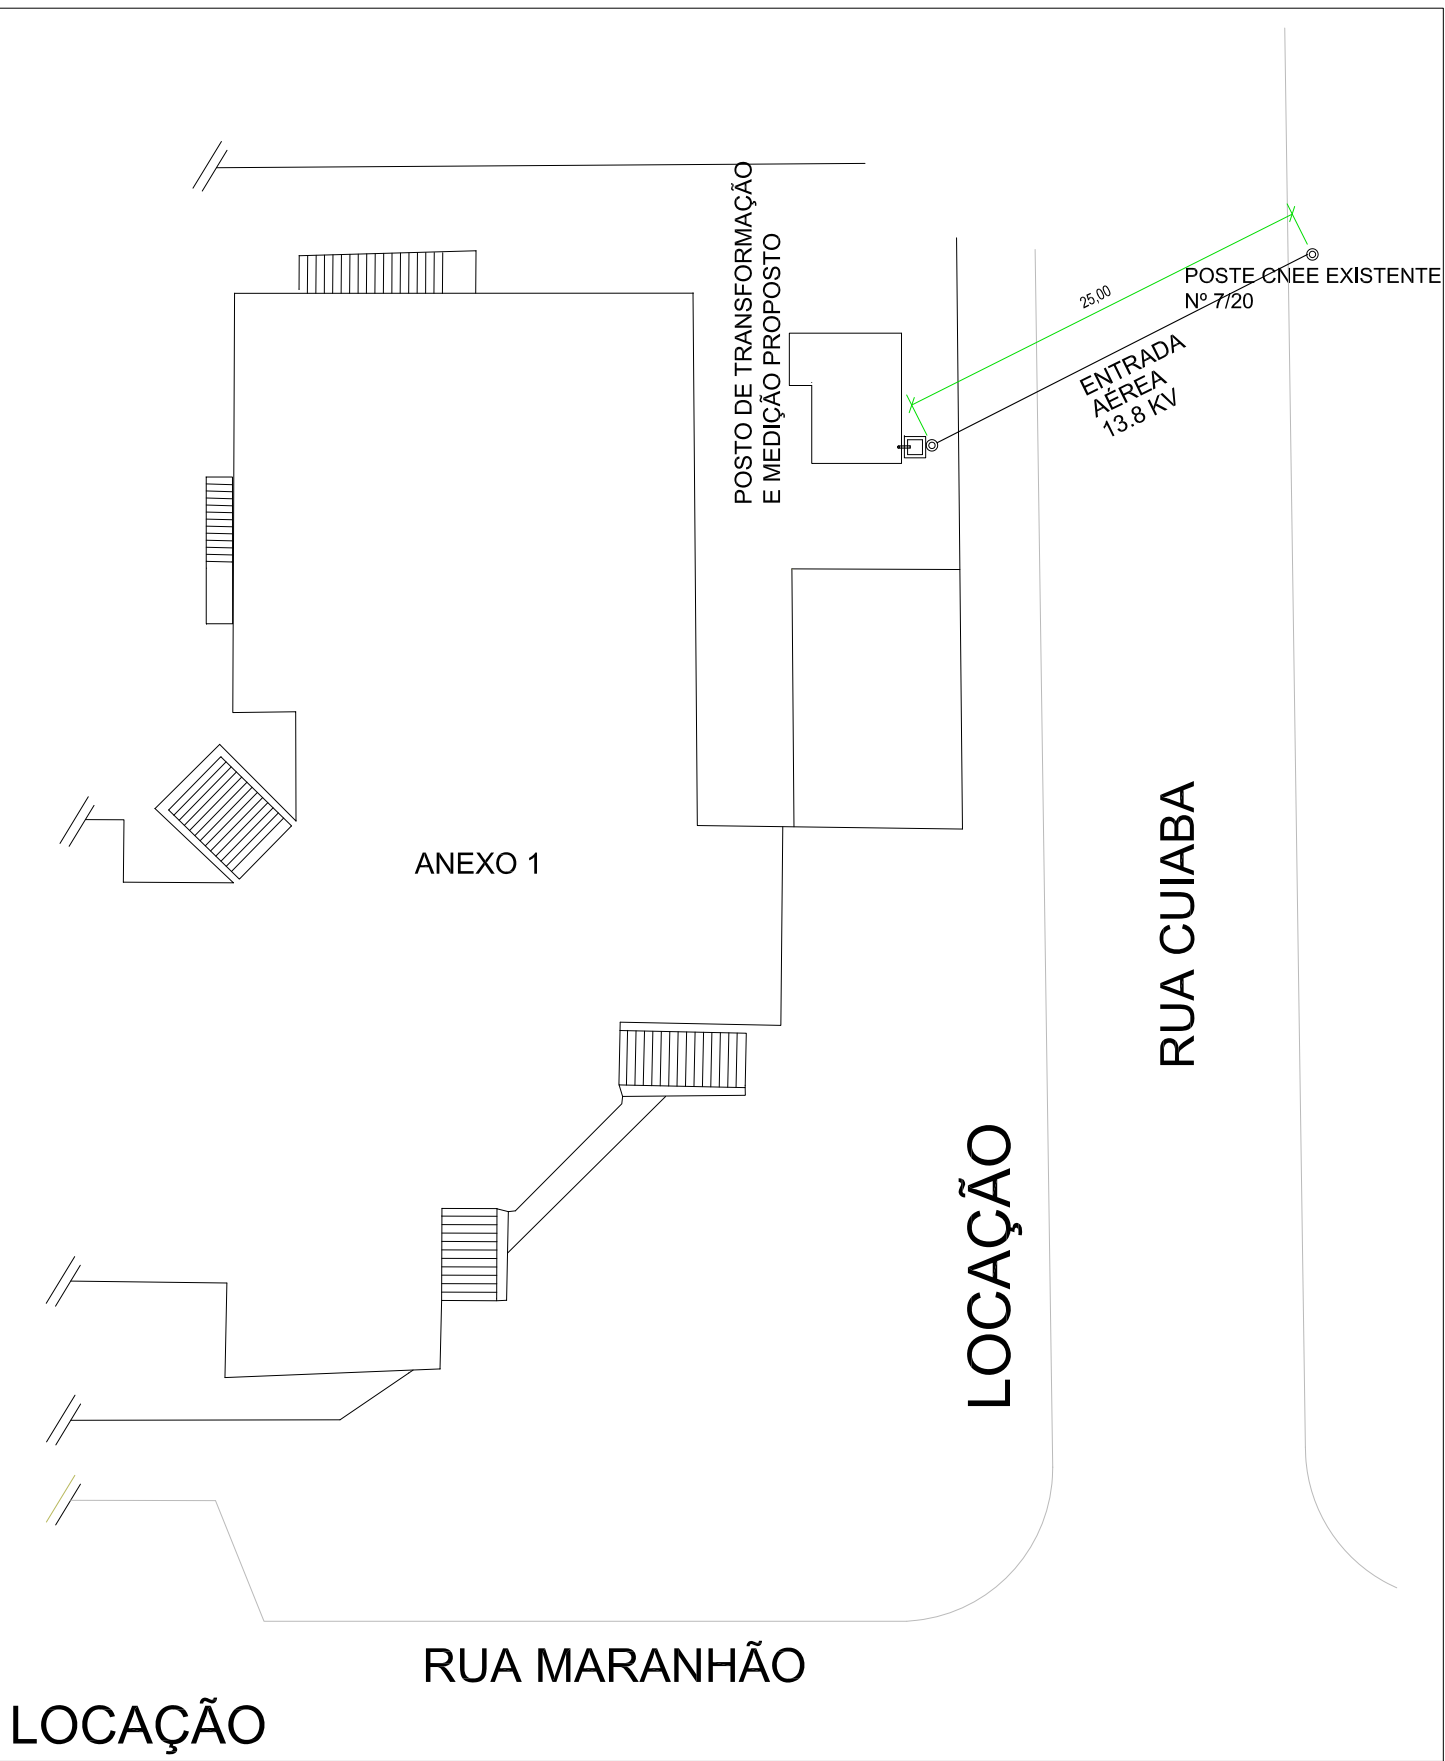 POSTO DE TRANSFORMAÇÃO
E MEDIÇÃO PROPOSTO
POSTE CNEE EXISTENTE
Nº 7/20
25,00
ENTRADA
AÉREA
13.8 KV
ANEXO 1
RUA CUIABA
LOCAÇÃO
RUA MARANHÃO
LOCAÇÃO